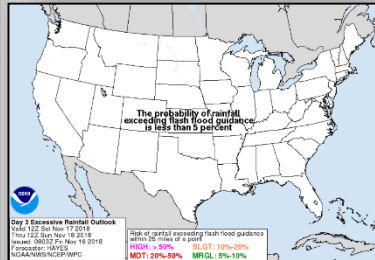 The probability of rainfall
exceeding flash flood guidance
is less than 5 percent
noaa
Day 2 Excessive Rainfall Outlook
Valid 12Z Sat Nov 17 2018
Thru 12Z Sun Nov 18 2018
Issued: 0803Z Fri Nov 16 2018
Forecaster: HAYES
NOAA/NWS/NCEP/WPC
Risk of rainfall exceeding flash flood guidance
within 25 miles of a point
HIGH: > 50%
SLGT: 10%-20%
MDT: 20%-50%
MRGL: 5%-10%